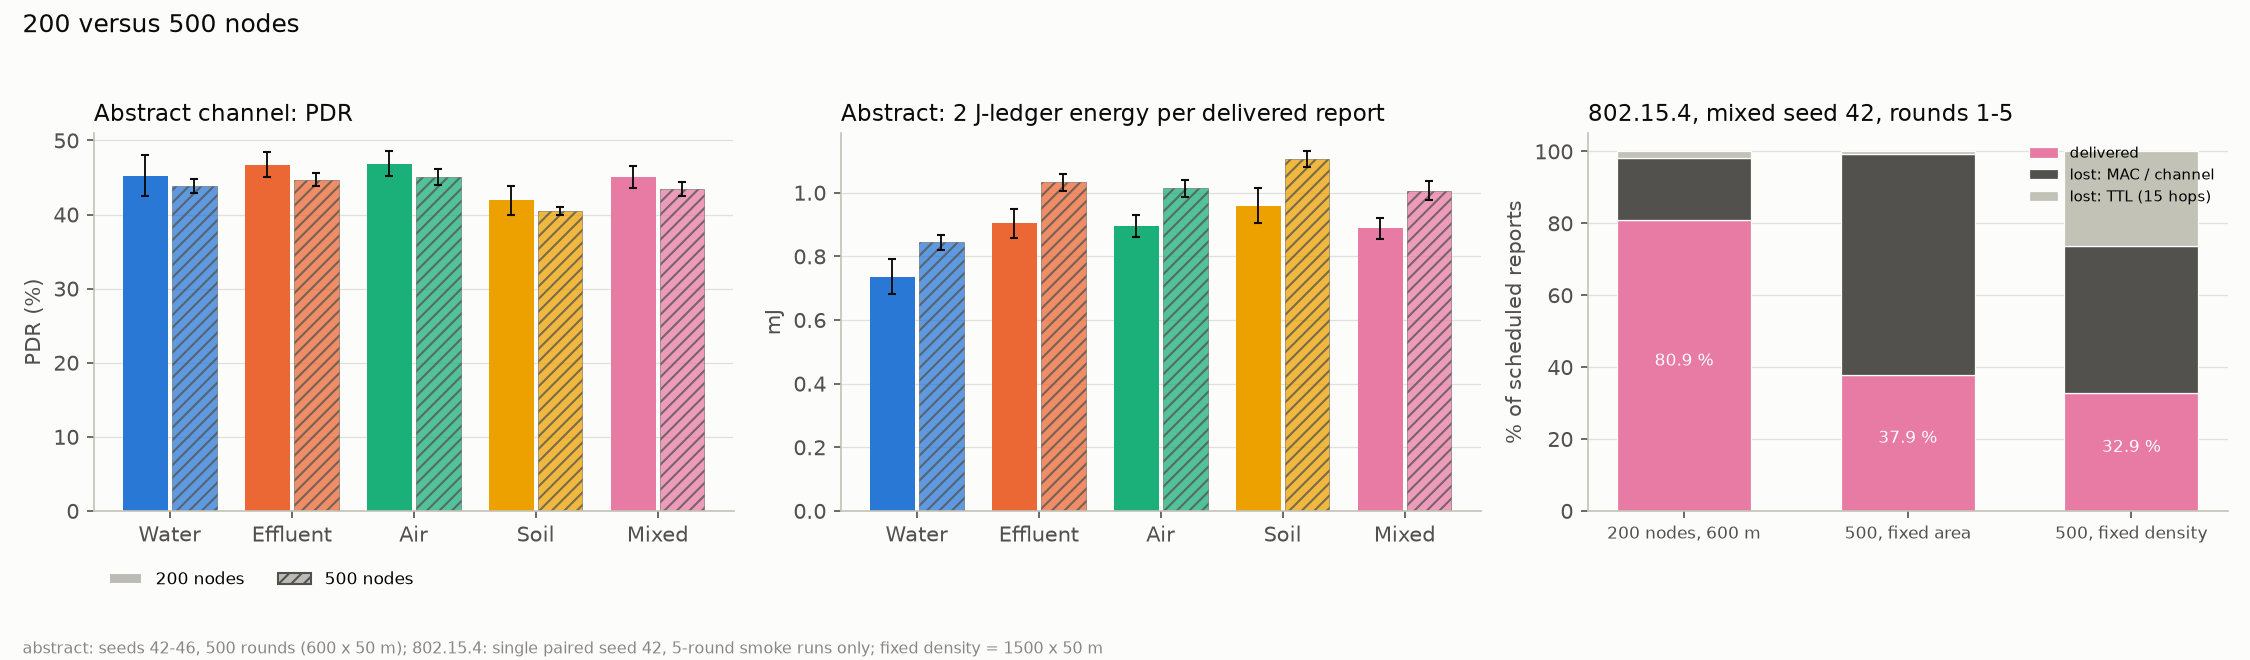 200 versus 500 nodes
Abstract channel: PDR
PDR (%)
50
40
30
20
10
0
Water
Effluent
Air
Soil
Mixed
200 nodes
500 nodes
Abstract: 2 J-ledger energy per delivered report
mJ
1.0
0.8
0.6
0.4
0.2
0.0
Water
Effluent
Air
Soil
Mixed
802.15.4, mixed seed 42, rounds 1-5
% of scheduled reports
100
80
60
40
20
0
delivered
lost: MAC / channel
lost: TTL (15 hops)
80.9 %
37.9 %
32.9 %
200 nodes, 600 m
500, fixed area
500, fixed density
abstract: seeds 42-46, 500 rounds (600 x 50 m); 802.15.4: single paired seed 42, 5-round smoke runs only; fixed density = 1500 x 50 m